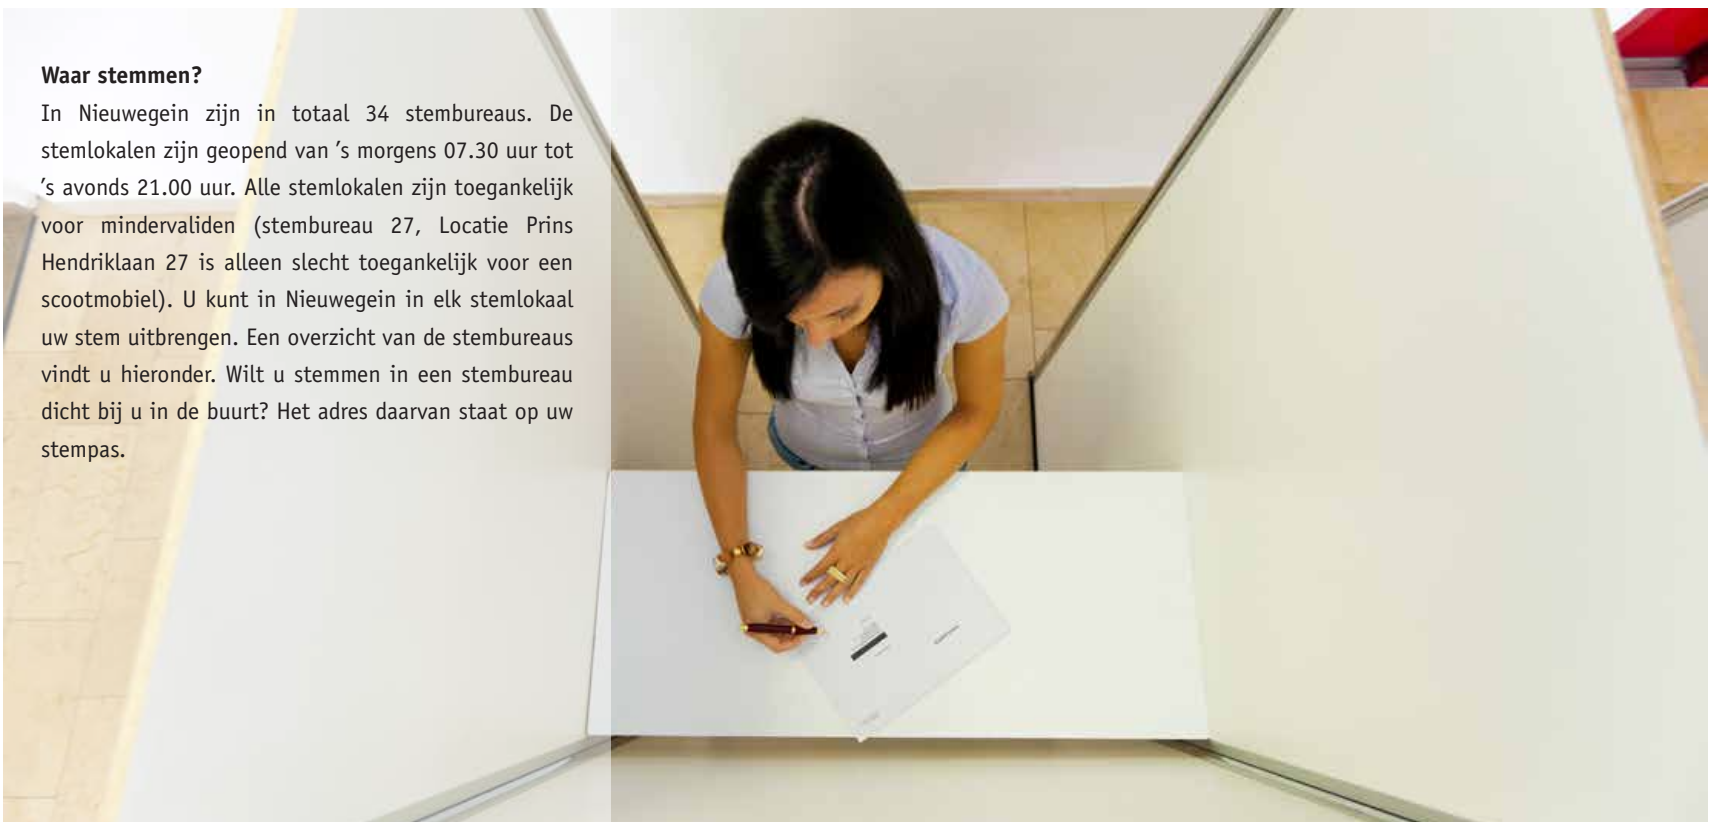 Waar stemmen?
In Nieuwegein zijn in totaal 34 stembureaus. De
stemlokalen zijn geopend van ’s morgens 07.30 uur tot
’s avonds 21.00 uur. Alle stemlokalen zijn toegankelijk
voor mindervaliden (stembureau 27, Locatie Prins
Hendriklaan 27 is alleen slecht toegankelijk voor een
scootmobiel). U kunt in Nieuwegein in elk stemlokaal
uw stem uitbrengen. Een overzicht van de stembureaus
vindt u hieronder. Wilt u stemmen in een stembureau
dicht bij u in de buurt? Het adres daarvan staat op uw
stempas.